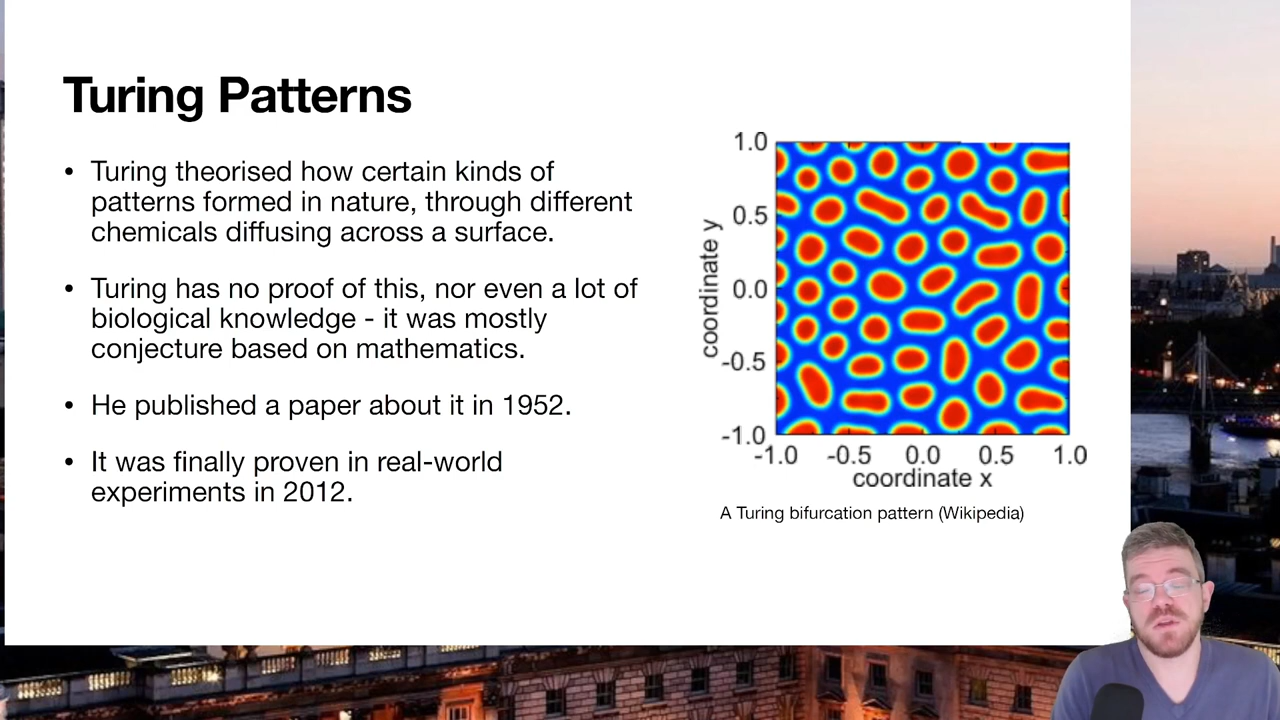 Turing Patterns
• Turing theorised how certain kinds of
patterns formed in nature, through different
chemicals diffusing across a surface.
• Turing has no proof of this, nor even a lot of
biological knowledge - it was mostly
conjecture based on mathematics.
• He published a paper about it in 1952.
• It was finally proven in real-world
experiments in 2012.
coordinate y
1.0
0.5
0.0
-0.5
-1.0
-1.0 -0.5 0.0 0.5 1.0
coordinate x
A Turing bifurcation pattern (Wikipedia)